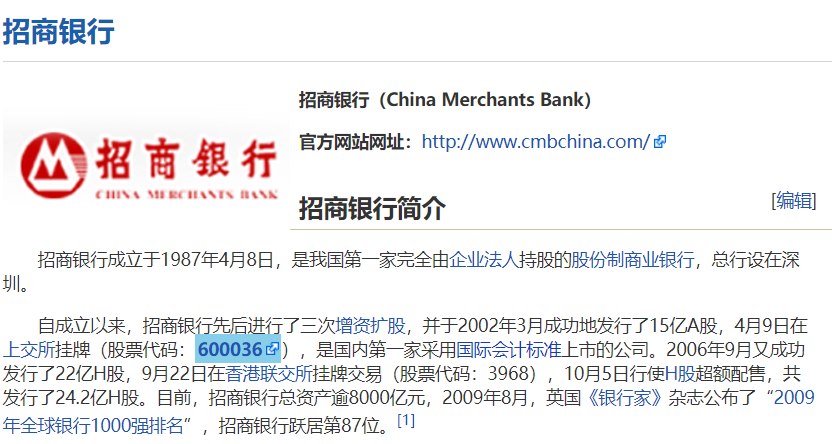 招商银行
招商银行（China Merchants Bank）
招商银行
CHINA MERCHANTS BANK
官方网站网址：http://www.cmbchina.com/
招商银行简介
[编辑]
招商银行成立于1987年4月8日，是我国第一家完全由企业法人持股的股份制商业银行，总行设在深
圳。
自成立以来，招商银行先后进行了三次增资扩股，并于2002年3月成功地发行了15亿A股，4月9日在
上交所挂牌（股票代码：600036），是国内第一家采用国际会计标准上市的公司。2006年9月又成功
发行了22亿H股，9月22日在香港联交所挂牌交易（股票代码：3968），10月5日行使H股超额配售，共
发行了24.2亿H股。目前，招商银行总资产逾8000亿元，2009年8月，英国《银行家》杂志公布了“2009
年全球银行1000强排名”，招商银行跃居第87位。[1]